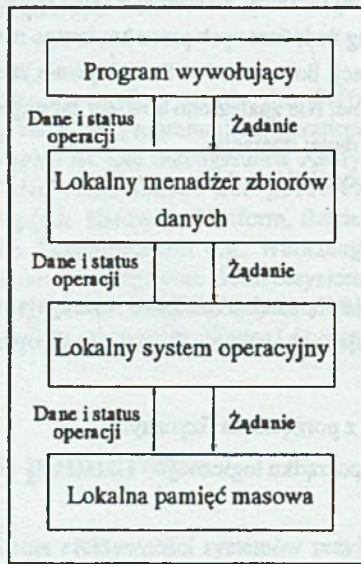 Program wywołujący
Dane i status
operacji
Żądanie
Lokalny menadżer zbiorów
danych
Dane i status
operacji
Żądanie
Lokalny system operacyjny
Dane i status
operacji
Żądanie
Lokalna pamięć masowa